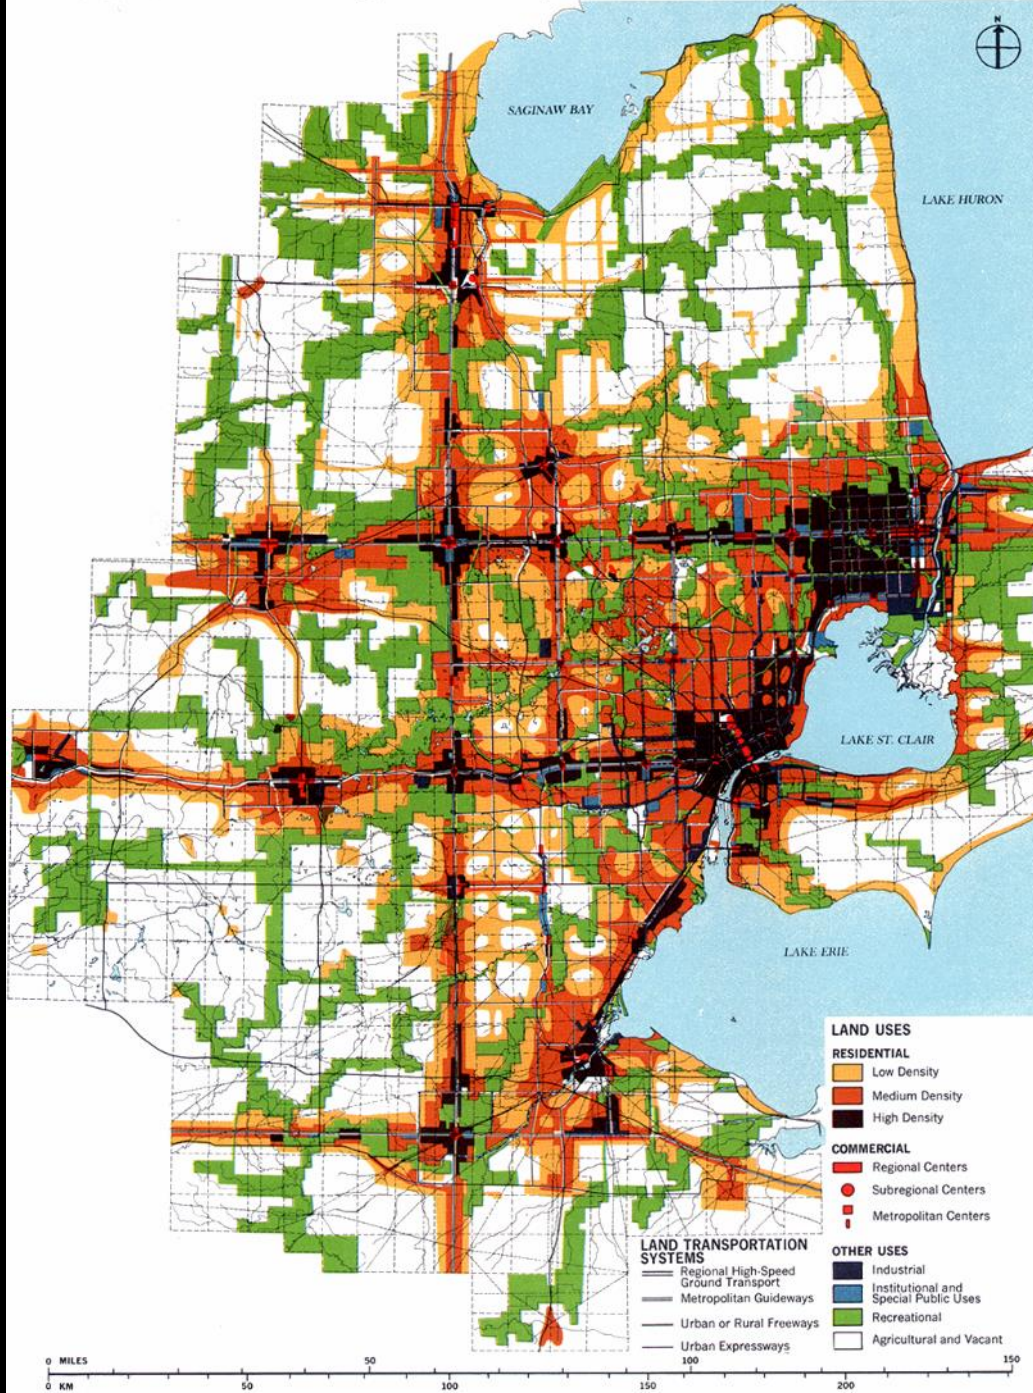 N
SAGINAW BAY
LAKE HURON
LAKE ST. CLAIR
LAKE ERIE
LAND USES
RESIDENTIAL
Low Density
Medium Density
High Density
COMMERCIAL
Regional Centers
Subregional Centers
Metropolitan Centers
OTHER USES
Industrial
Institutional and
Special Public Uses
Recreational
Agricultural and Vacant
LAND TRANSPORTATION
SYSTEMS
Regional High-Speed
Ground Transport
Metropolitan Guideways
Urban or Rural Freeways
Urban Expressways
0 MILES 50 100 150
0 KM 50 100 150 200